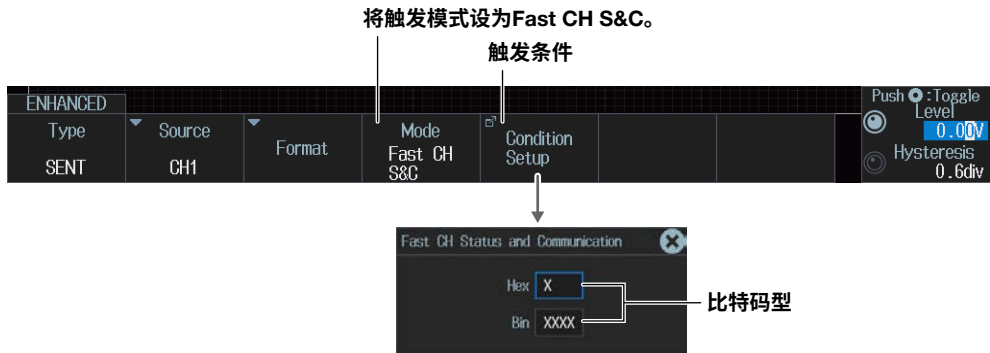 将触发模式设为Fast CH S&C。
触发条件
ENHANCED
Type
SENT
Source
CH1
Format
Mode
Fast CH
S&C
Condition
Setup
Push :Toggle
Level
0.00V
Hysteresis
0.6div
Fast CH Status and Communication
Hex X
Bin XXXX
比特码型